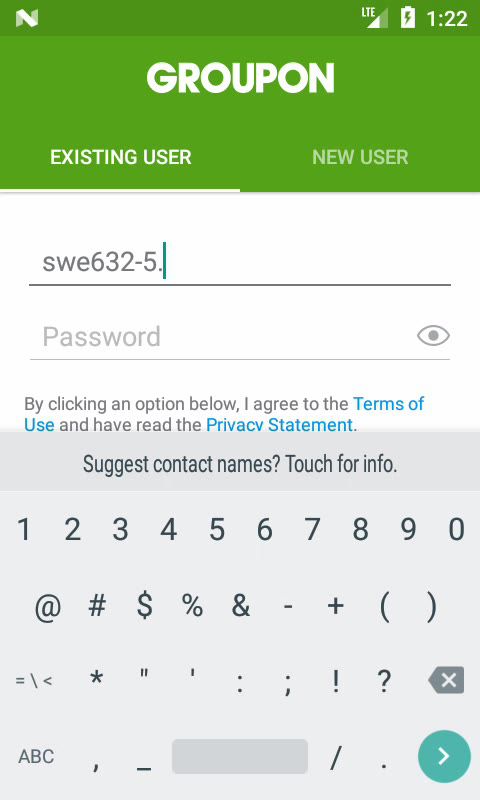 LTE 1:22
GROUPON
EXISTING USER NEW USER
swe632-5.
Password
By clicking an option below, I agree to the Terms of
Use and have read the Privacy Statement.
Suggest contact names? Touch for info.
1 2 3 4 5 6 7 8 9 0
@ # $ % & - + ( )
= \ < * " ' : ; ! ?
ABC , _ / .